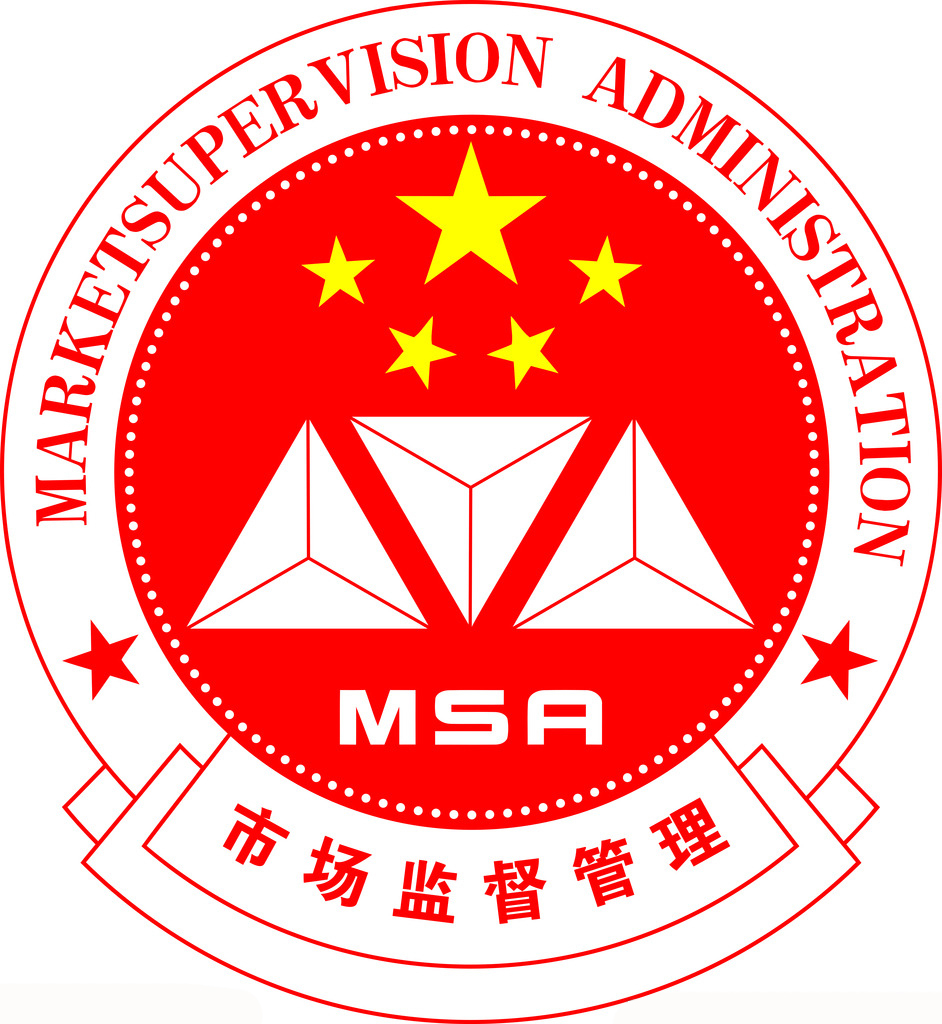 MARKETSUPERVISION ADMINISTRATION
MSA
市场监督管理